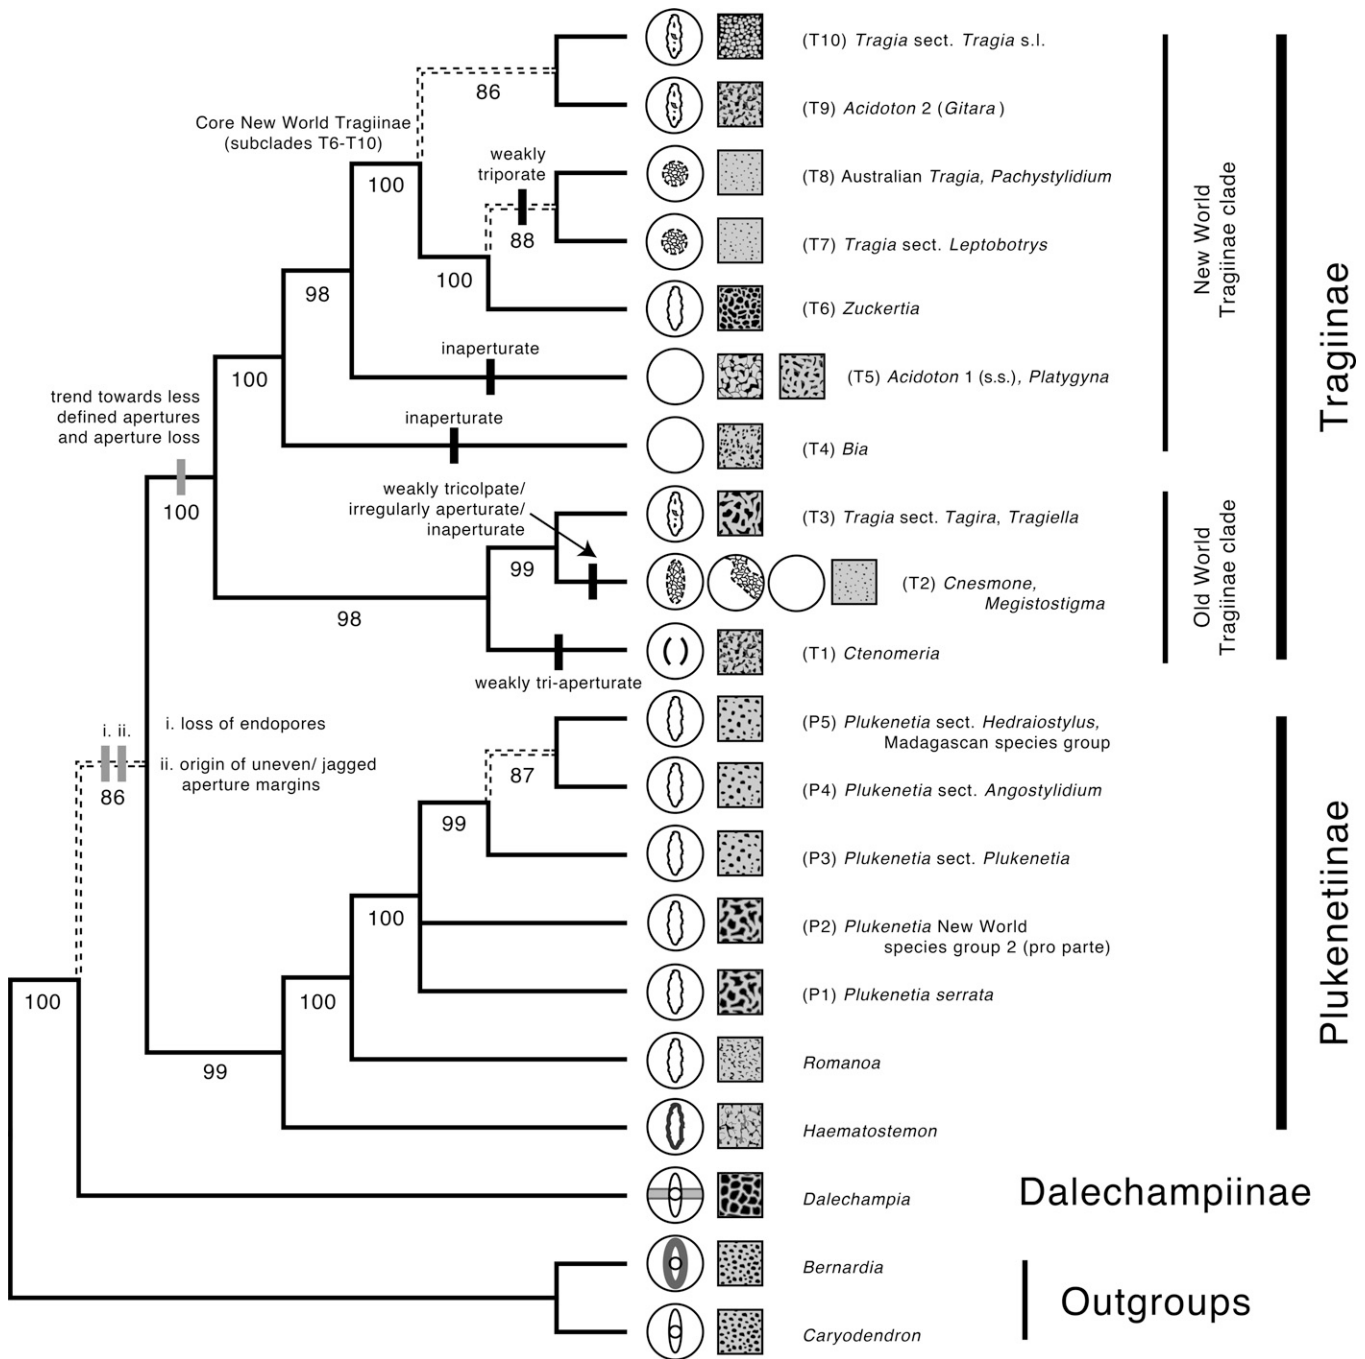 (T10) Tragia sect. Tragia s.l.
86
(T9) Acidoton 2 (Gitara)
Core New World Tragiinae
(subclades T6-T10)
weakly
triporate
100
(T8) Australian Tragia, Pachystylidium
88
(T7) Tragia sect. Leptobotrys
100
98
(T6) Zuckertia
inaperturate
(T5) Acidoton 1 (s.s.), Platygyna
100
trend towards less
defined apertures
and aperture loss
inaperturate
(T4) Bia
New World
Tragiinae clade
Tragiinae
weakly tricolpate/
irregularly aperturate/
inaperturate
100
(T3) Tragia sect. Tagira, Tragiella
99
(T2) Cnesmone,
Megistostigma
98
(T1) Ctenomeria
weakly tri-aperturate
Old World
Tragiinae clade
i. ii.
i. loss of endopores
ii. origin of uneven/ jagged
aperture margins
86
(P5) Plukenetia sect. Hedraiostylus,
Madagascan species group
87
(P4) Plukenetia sect. Angostylidium
99
(P3) Plukenetia sect. Plukenetia
100
(P2) Plukenetia New World
species group 2 (pro parte)
100
(P1) Plukenetia serrata
100
Romanoa
99
Haematostemon
Plukenetiinae
Dalechampia
Dalechampiinae
Bernardia
Outgroups
Caryodendron